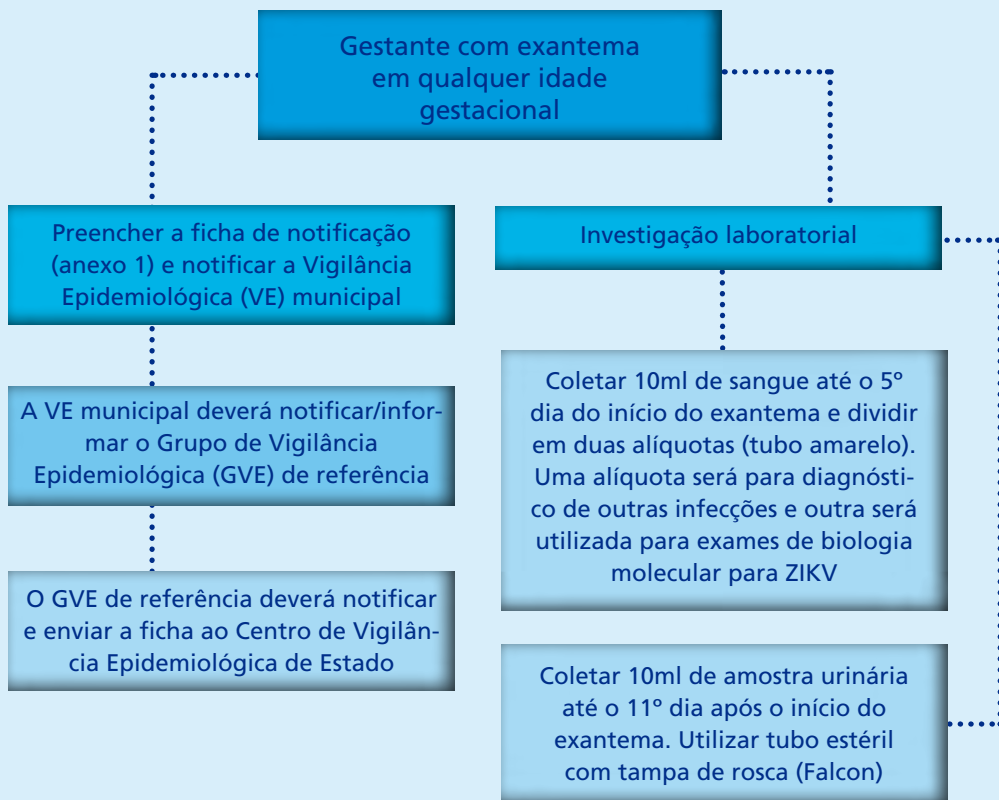 Gestante com exantema
em qualquer idade
gestacional
Preencher a ficha de notificação
(anexo 1) e notificar a Vigilância
Epidemiológica (VE) municipal
A VE municipal deverá notificar/infor-
mar o Grupo de Vigilância
Epidemiológica (GVE) de referência
O GVE de referência deverá notificar
e enviar a ficha ao Centro de Vigilân-
cia Epidemiológica de Estado
Investigação laboratorial
Coletar 10ml de sangue até o 5º
dia do início do exantema e dividir
em duas alíquotas (tubo amarelo).
Uma alíquota será para diagnósti-
co de outras infecções e outra será
utilizada para exames de biologia
molecular para ZIKV
Coletar 10ml de amostra urinária
até o 11º dia após o início do
exantema. Utilizar tubo estéril
com tampa de rosca (Falcon)